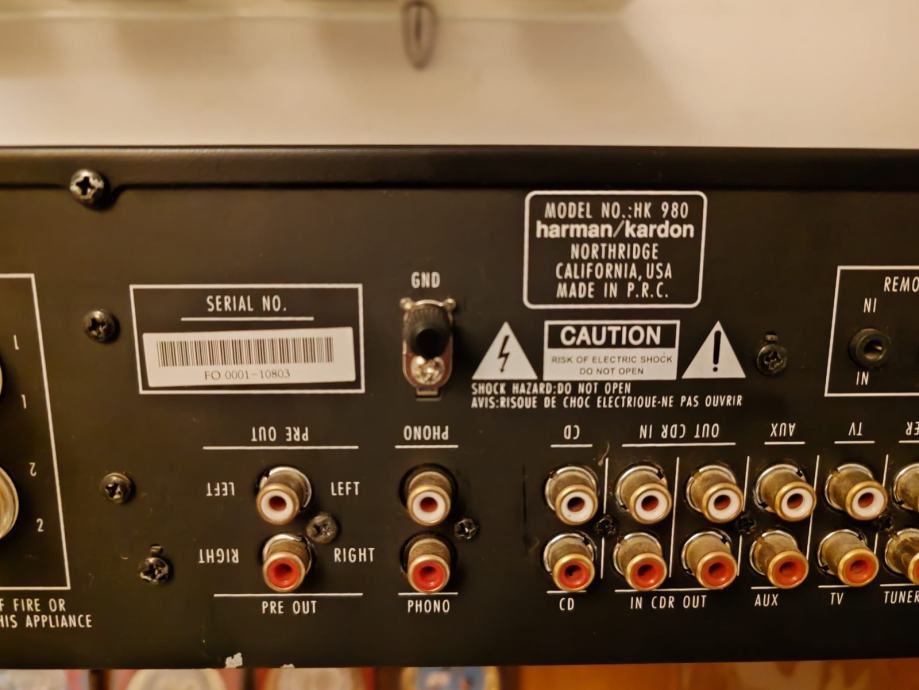 MODEL NO.:HK 980
harman/kardon
NORTHRIDGE
CALIFORNIA, USA
MADE IN P.R.C.
SERIAL NO.
FO 0001-10803
GND
CAUTION
RISK OF ELECTRIC SHOCK
DO NOT OPEN
SHOCK HAZARD:DO NOT OPEN
AVIS:RISQUE DE CHOC ELECTRIQUE-NE PAS OUVRIR
REMO
IN
IN
1
1
2
2
PRE OUT
PHONO
CD
OUT CDR IN
AUX
TV
ER
LEFT
LEFT
RIGHT
RIGHT
PRE OUT
PHONO
CD
IN CDR OUT
AUX
TV
TUNER
F FIRE OR
HIS APPLIANCE